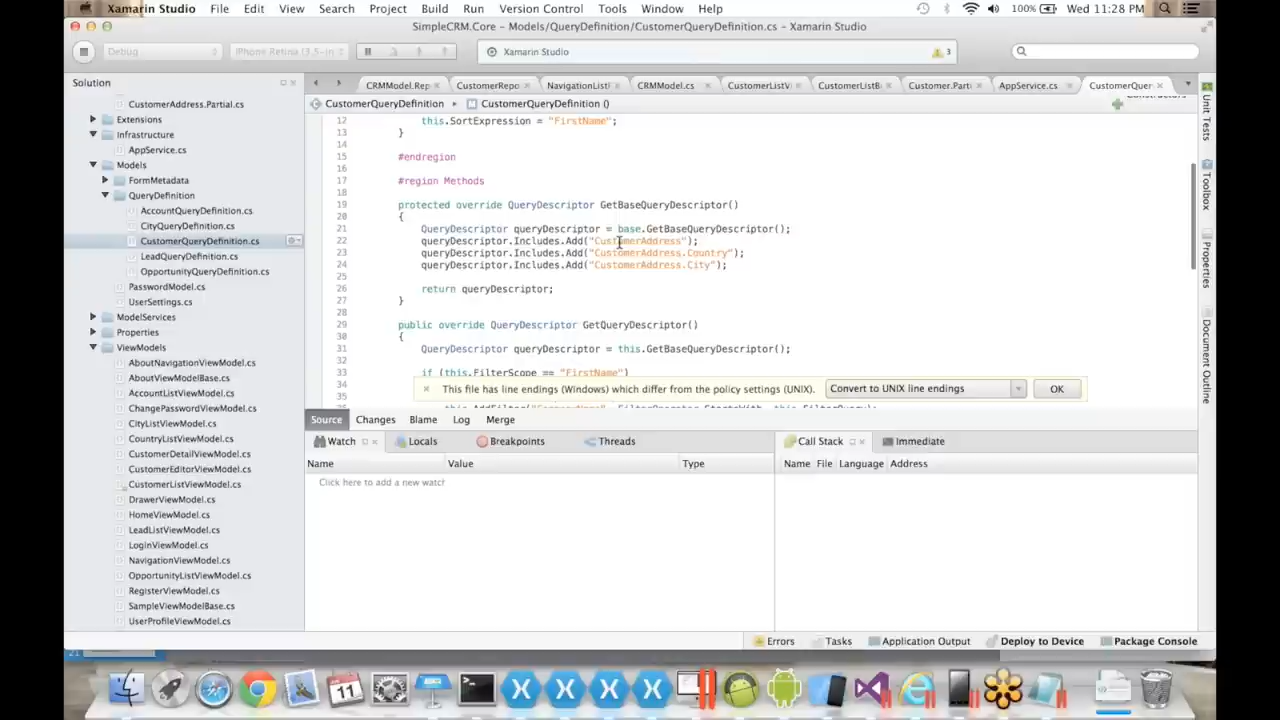 Xamarin Studio File Edit View Search Project Build Run Version Control Tools Window Help 100% Wed 11:28 PM
SimpleCRM.Core - Models/QueryDefinition/CustomerQueryDefinition.cs - Xamarin Studio
Debug iPhone Retina (3.5-in Xamarin Studio 3
Solution
CRMModel.Rep CustomerRepo NavigationListI CRMModel.cs CustomerListV CustomerListB Customer.Parti AppService.cs CustomerQuer
CustomerQueryDefinition CustomerQueryDefinition ()
CustomerAddress.Partial.cs
Extensions
Infrastructure
AppService.cs
Models
FormMetadata
QueryDefinition
AccountQueryDefinition.cs
CityQueryDefinition.cs
CustomerQueryDefinition.cs
LeadQueryDefinition.cs
OpportunityQueryDefinition.cs
PasswordModel.cs
UserSettings.cs
ModelServices
Properties
ViewModels
AboutNavigationViewModel.cs
AboutViewModelBase.cs
AccountListViewModel.cs
ChangePasswordViewModel.cs
CityListViewModel.cs
CountryListViewModel.cs
CustomerDetailViewModel.cs
CustomerEditorViewModel.cs
CustomerListViewModel.cs
DrawerViewModel.cs
HomeViewModel.cs
LeadListViewModel.cs
LoginViewModel.cs
NavigationViewModel.cs
OpportunityListViewModel.cs
RegisterViewModel.cs
SampleViewModelBase.cs
UserProfileViewModel.cs
12 this.SortExpression = "FirstName";
13 }
14
15 #endregion
16
17 #region Methods
18
19 protected override QueryDescriptor GetBaseQueryDescriptor()
20 {
21 QueryDescriptor queryDescriptor = base.GetBaseQueryDescriptor();
22 queryDescriptor.Includes.Add("CustomerAddress");
23 queryDescriptor.Includes.Add("CustomerAddress.Country");
24 queryDescriptor.Includes.Add("CustomerAddress.City");
25
26 return queryDescriptor;
27 }
28
29 public override QueryDescriptor GetQueryDescriptor()
30 {
31 QueryDescriptor queryDescriptor = this.GetBaseQueryDescriptor();
32
33 if (this.FilterScope == "FirstName")
34
This file has line endings (Windows) which differ from the policy settings (UNIX). Convert to UNIX line endings OK
Source Changes Blame Log Merge
Watch Locals Breakpoints Threads
Name Value Type
Click here to add a new watch
Call Stack Immediate
Name File Language Address
Unit Tests
Toolbox
Properties
Document Outline
Errors Tasks Application Output Deploy to Device Package Console
21
11